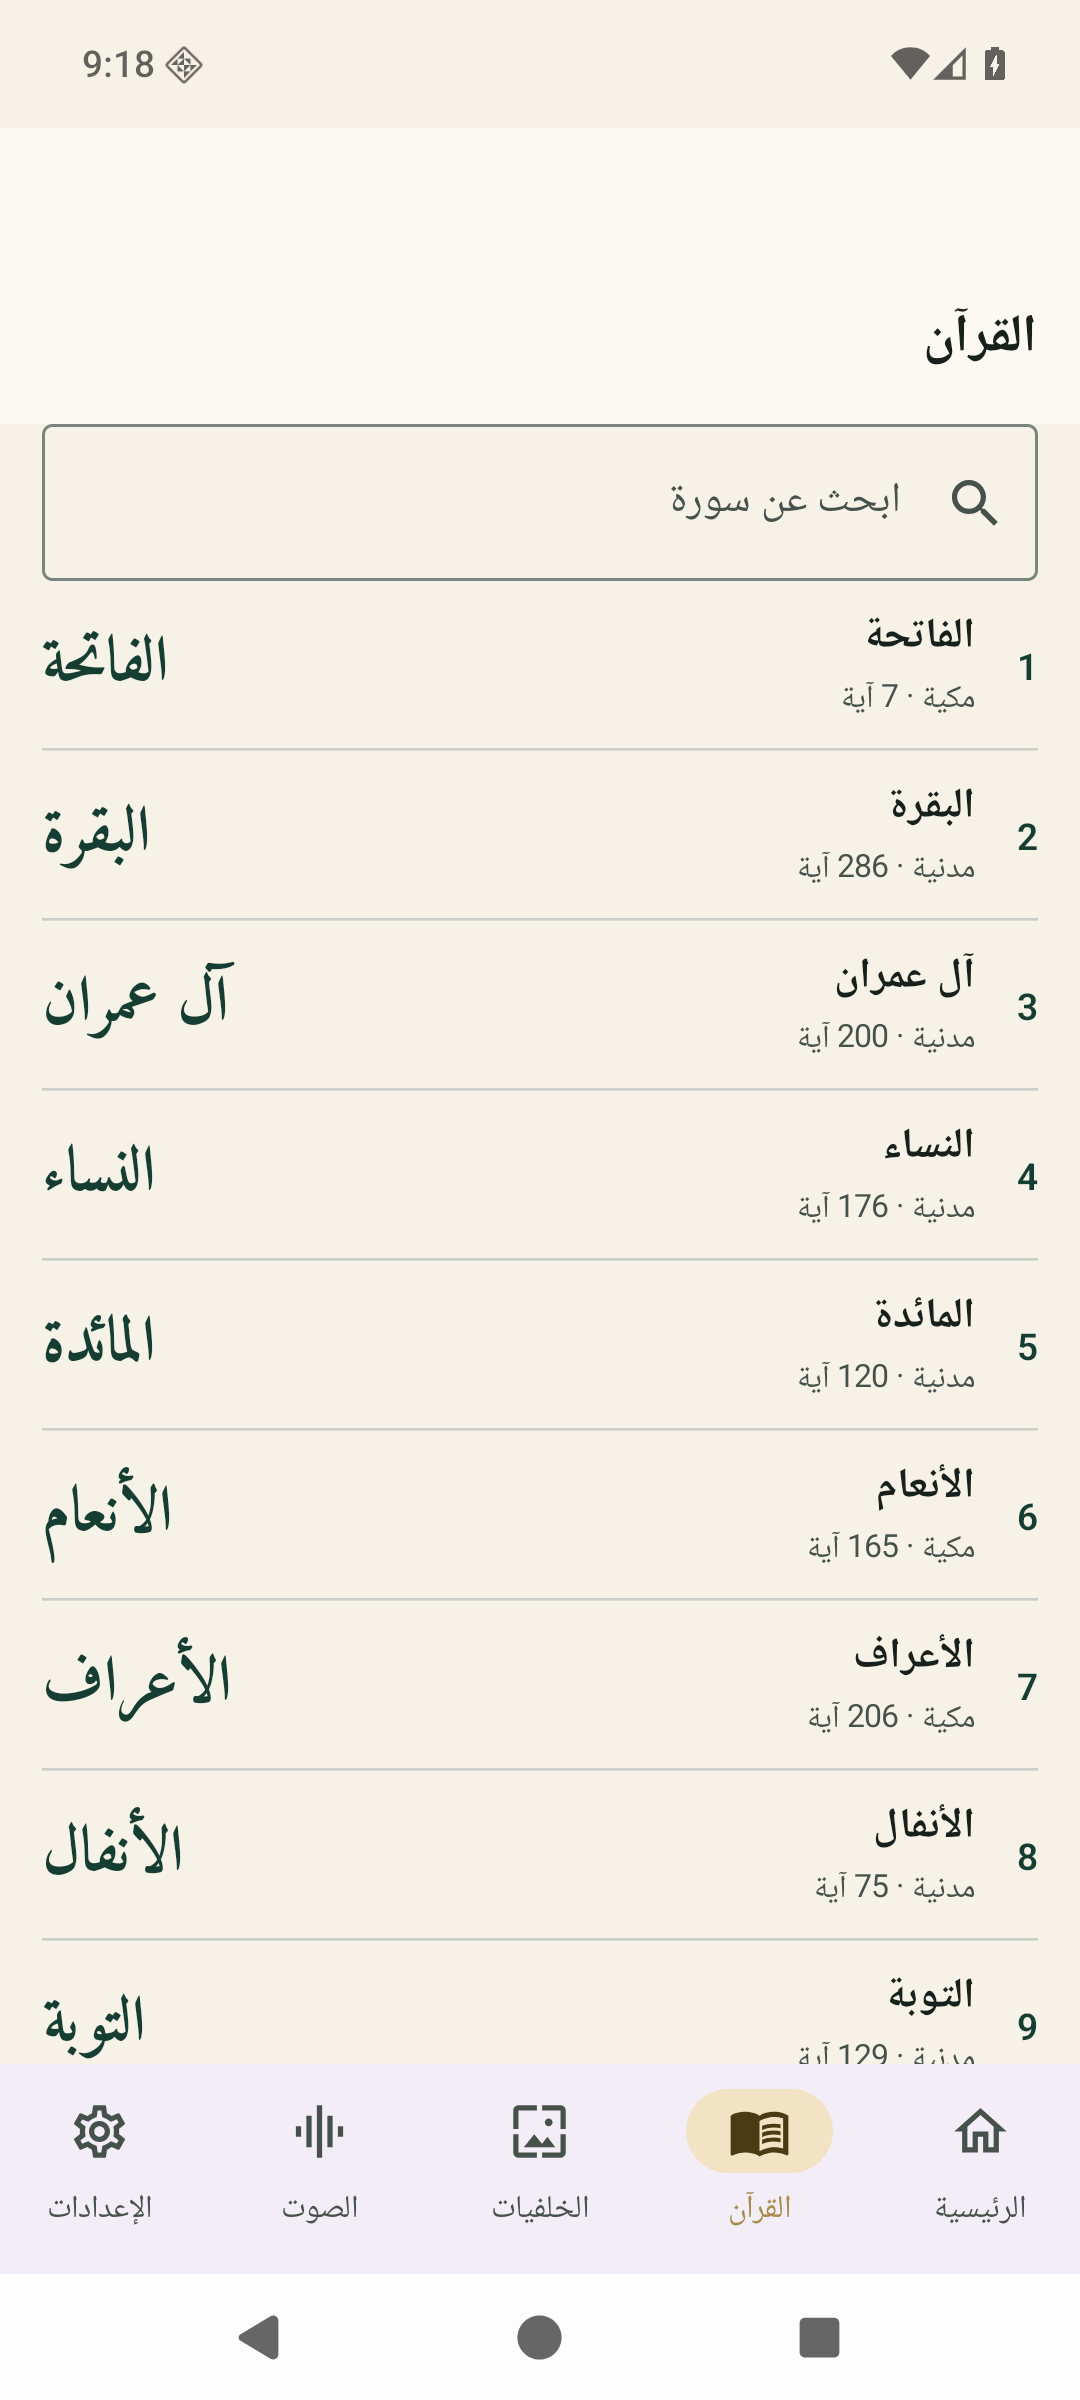 9:18
القرآن
ابحث عن سورة
1
الفاتحة
مكية · 7 آية
الفاتحة
2
البقرة
مدنية · 286 آية
البقرة
3
آل عمران
مدنية · 200 آية
آل عمران
4
النساء
مدنية · 176 آية
النساء
5
المائدة
مدنية · 120 آية
المائدة
6
الأنعام
مكية · 165 آية
الأنعام
7
الأعراف
مكية · 206 آية
الأعراف
8
الأنفال
مدنية · 75 آية
الأنفال
9
التوبة
مدنية · 129 آية
التوبة
الرئيسية
القرآن
الخلفيات
الصوت
الإعدادات